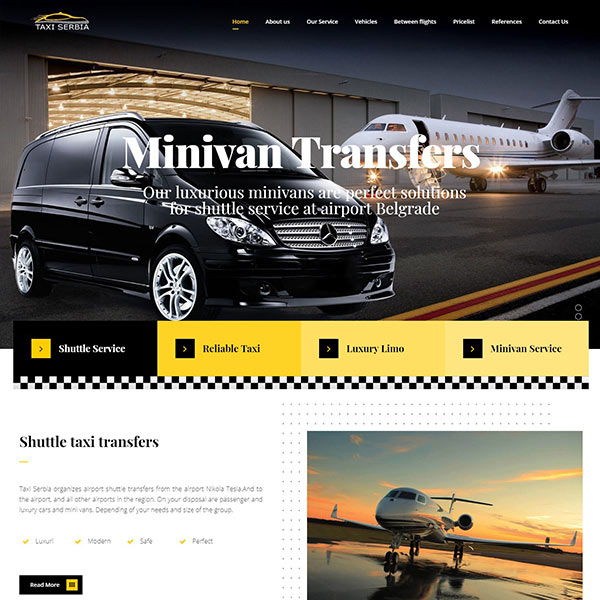 TAXI SERBIA
Home About us Our Service Vehicles Between flights Pricelist References Contact Us
Minivan Transfers
Our luxurious minivans are perfect solutions
for shuttle service at airport Belgrade
Shuttle Service Reliable Taxi Luxury Limo Minivan Service
Shuttle taxi transfers
Taxi Serbia organizes airport shuttle transfers from the airport Nikola Tesla.And to
the airport, and all other airports in the region. On your disposal are passenger and
luxury cars and mini vans. Depending of your needs and size of the group.
Luxurl Modern Safe Perfect
Read More